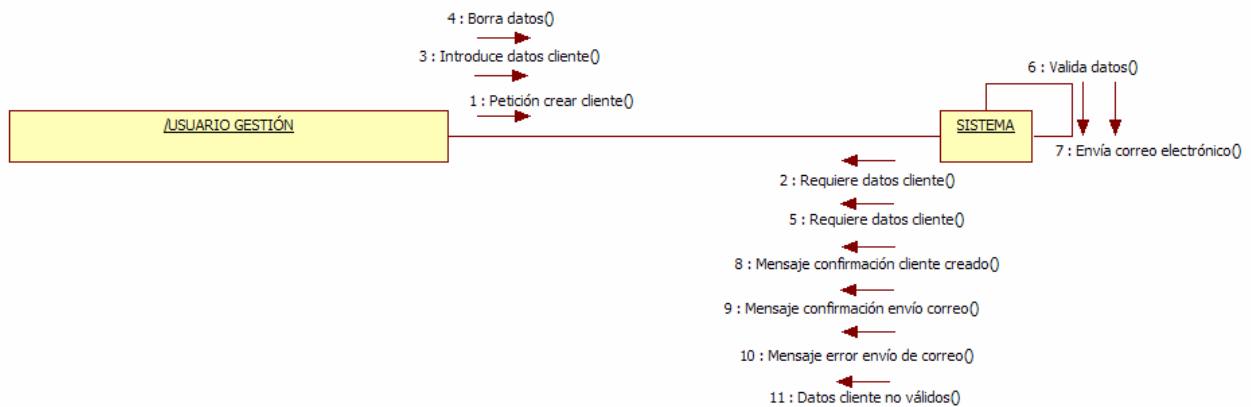 4 : Borra datos()
3 : Introduce datos cliente()
6 : Valida datos()
1 : Petición crear cliente()
/USUARIO GESTIÓN
SISTEMA
7 : Envía correo electrónico()
2 : Requiere datos cliente()
5 : Requiere datos cliente()
8 : Mensaje confirmación cliente creado()
9 : Mensaje confirmación envío correo()
10 : Mensaje error envío de correo()
11 : Datos cliente no válidos()